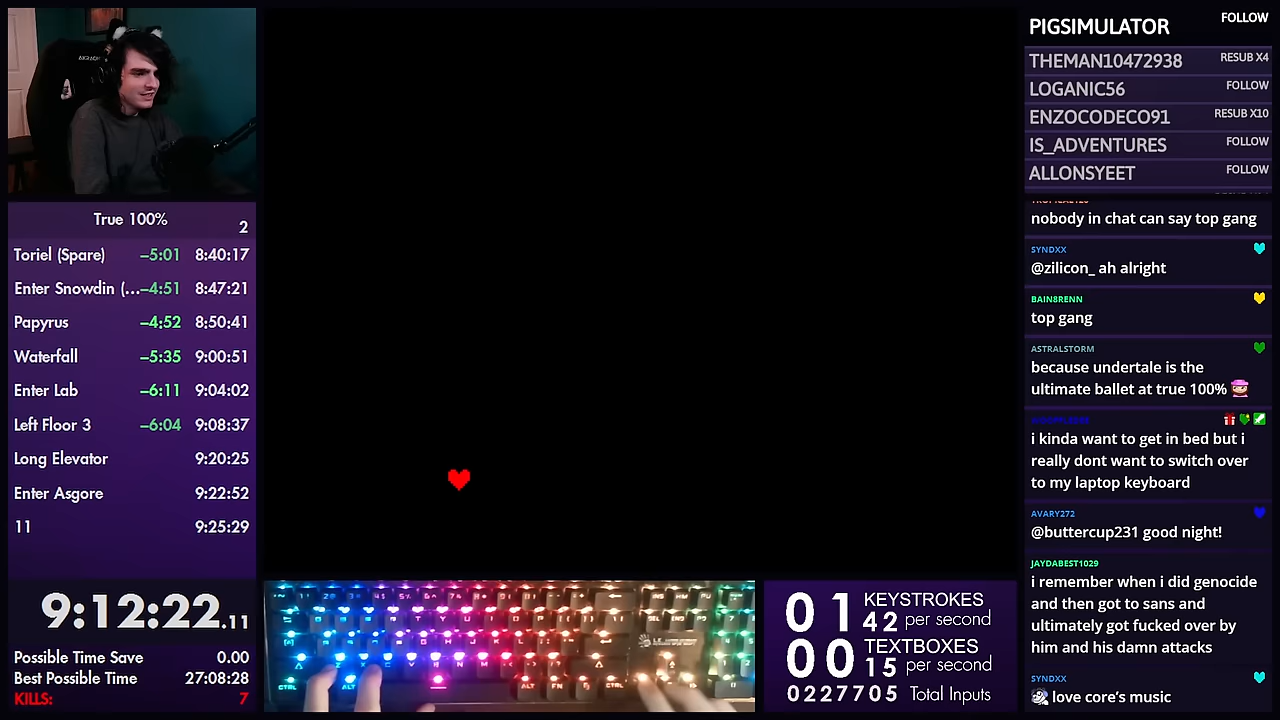 True 100%
2
Toriel (Spare) –5:01 8:40:17
Enter Snowdin (... –4:51 8:47:21
Papyrus –4:52 8:50:41
Waterfall –5:35 9:00:51
Enter Lab –6:11 9:04:02
Left Floor 3 –6:04 9:08:37
Long Elevator 9:20:25
Enter Asgore 9:22:52
11 9:25:29
9:12:22.11
Possible Time Save 0.00
Best Possible Time 27:08:28
KILLS: 7
CTRL ALT ALT FN CTRL
01 42 KEYSTROKES per second
00 15 TEXTBOXES per second
0227705 Total Inputs
PIGSIMULATOR FOLLOW
THEMAN10472938 RESUB X4
LOGANIC56 FOLLOW
ENZOCODECO91 RESUB X10
IS_ADVENTURES FOLLOW
ALLONSYEET FOLLOW
nobody in chat can say top gang
SYNDXX
@zilicon_ ah alright
BAIN8RENN
top gang
ASTRALSTORM
because undertale is the
ultimate ballet at true 100%
i kinda want to get in bed but i
really dont want to switch over
to my laptop keyboard
AVARY272
@buttercup231 good night!
JAYDABEST1029
i remember when i did genocide
and then got to sans and
ultimately got fucked over by
him and his damn attacks
SYNDXX
love core's music